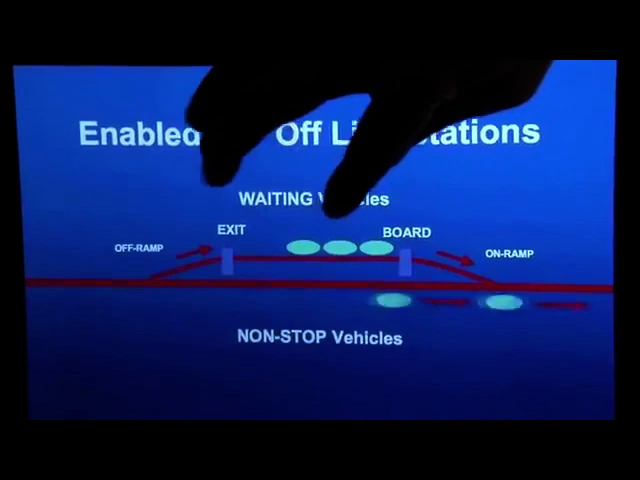 Enabled Off
WAITING
EXIT
BOARD
OFF-RAMP
ON-RAMP
NON-STOP Vehicles